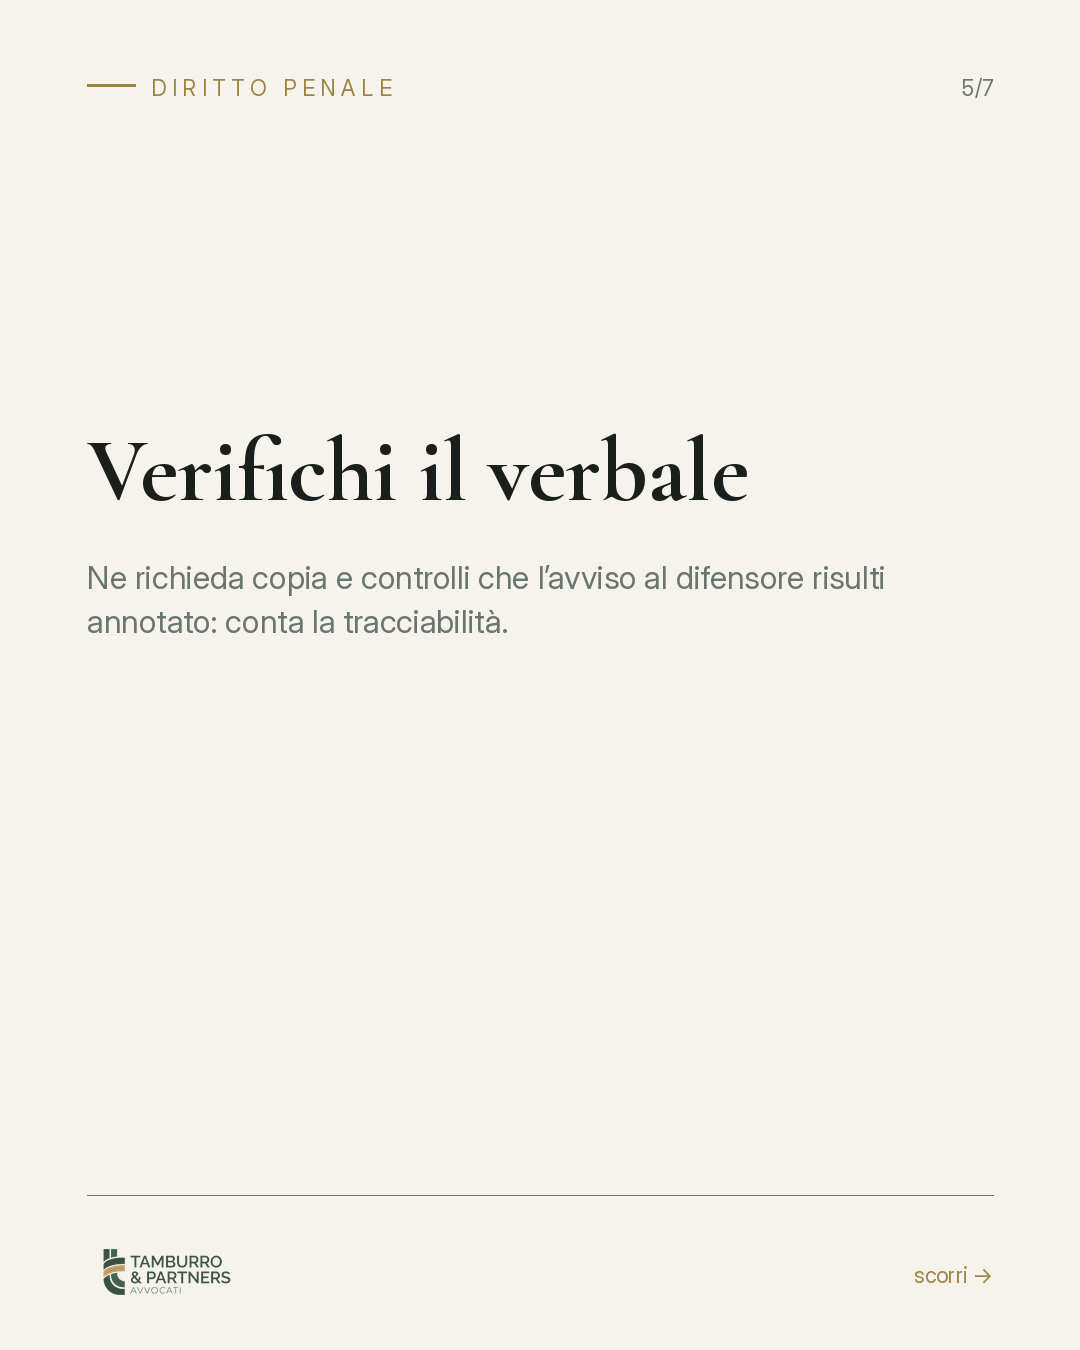 DIRITTO PENALE
5/7
Verifichi il verbale
Ne richieda copia e controlli che l’avviso al difensore risulti
annotato: conta la tracciabilità.
TAMBURRO
& PARTNERS
AVVOCATI
scorri →